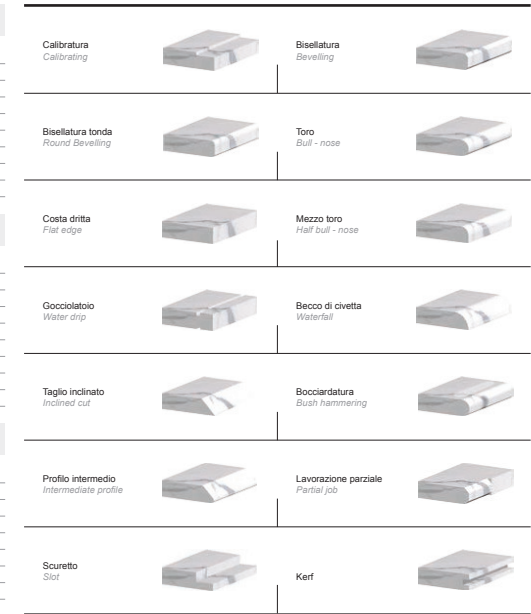 Calibratura
Calibrating
Bisellatura
Bevelling
Bisellatura tonda
Round Bevelling
Toro
Bull - nose
Costa dritta
Flat edge
Mezzo toro
Half bull - nose
Gocciolatoio
Water drip
Becco di civetta
Waterfall
Taglio inclinato
Inclined cut
Bocciardatura
Bush hammering
Profilo intermedio
Intermediate profile
Lavorazione parziale
Partial job
Scuretto
Slot
Kerf